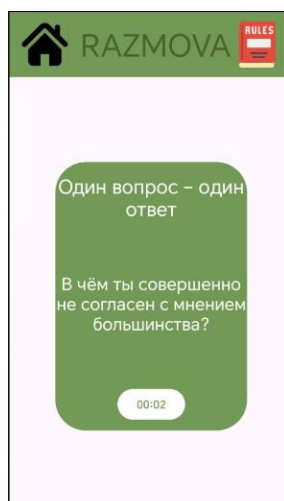 RAZMOVA
RULES
Один вопрос – один
ответ
В чём ты совершенно
не согласен с мнением
большинства?
00:02